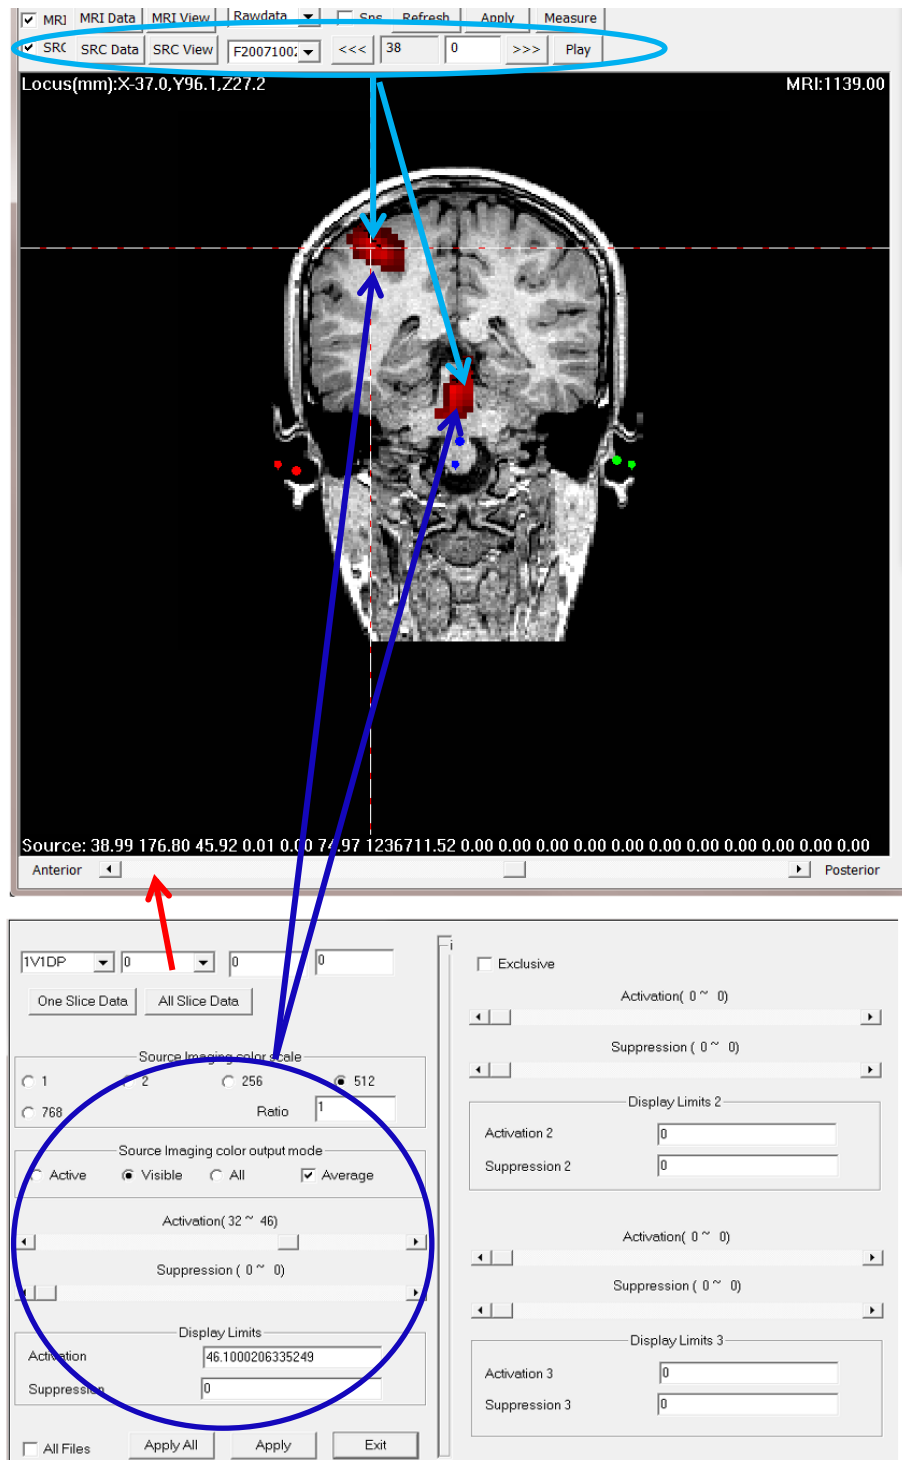 MRI MRI Data MRI View Rawdata Sps Refresh Apply Measure
SRC SRC Data SRC View F2007100 <<< 38 0 >>> Play
Locus(mm):X-37.0,Y96.1,Z27.2 MRI:1139.00
Source: 38.99 176.80 45.92 0.01 0.00 74.97 1236711.52 0.00 0.00 0.00 0.00 0.00 0.00 0.00 0.00 0.00 0.00
Anterior Posterior
1V1DP 0 0 0
One Slice Data All Slice Data
Source Imaging color scale
1 2 256 512
768 Ratio 1
Source Imaging color output mode
Active Visible All Average
Activation( 32 ~ 46)
Suppression ( 0 ~ 0)
Display Limits
Activation 46.1000206335249
Suppression 0
All Files Apply All Apply Exit
Exclusive
Activation( 0 ~ 0)
Suppression ( 0 ~ 0)
Display Limits 2
Activation 2 0
Suppression 2 0
Activation( 0 ~ 0)
Suppression ( 0 ~ 0)
Display Limits 3
Activation 3 0
Suppression 3 0